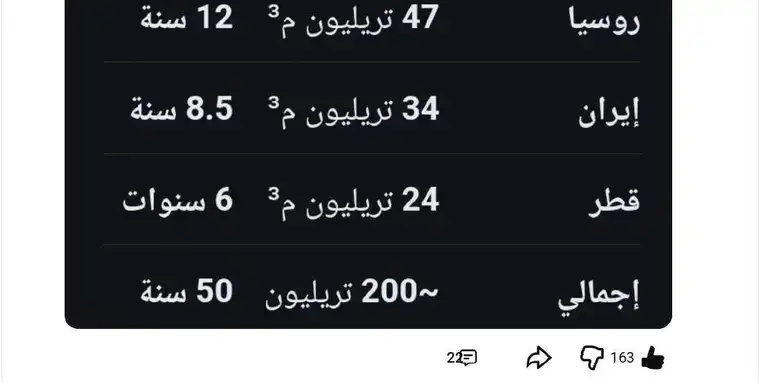 روسيا 47 تريليون م³ 12 سنة
إيران 34 تريليون م³ 8.5 سنة
قطر 24 تريليون م³ 6 سنوات
إجمالي ~200 تريليون 50 سنة
163 22